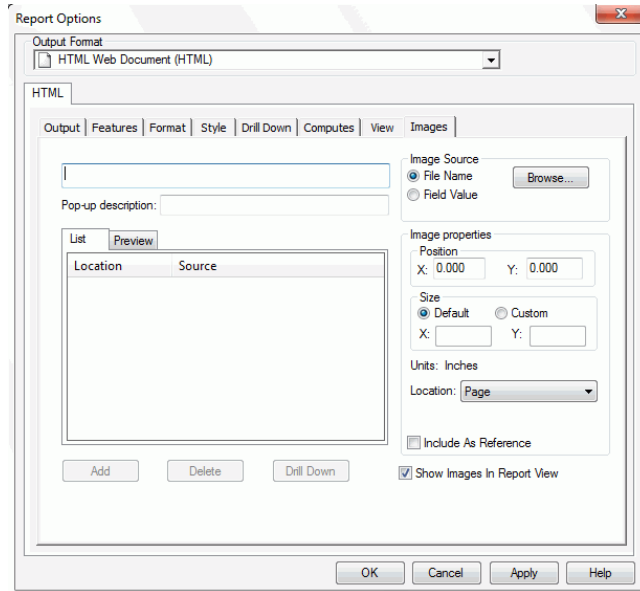 Report Options
Output Format
HTML Web Document (HTML)
HTML
Output Features Format Style Drill Down Computes View Images
Pop-up description:
List Preview
Location Source
Add Delete Drill Down
Image Source
File Name Browse...
Field Value
Image properties
Position
X: 0.000 Y: 0.000
Size
Default Custom
X: Y:
Units: Inches
Location: Page
Include As Reference
Show Images In Report View
OK Cancel Apply Help